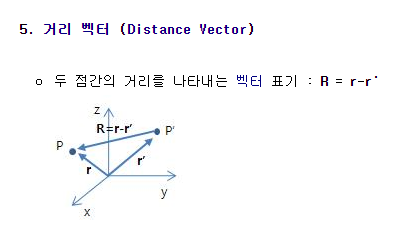 5. 거리 벡터 (Distance Vector)
o 두 점간의 거리를 나타내는 벡터 표기 : R = r-r'
z
R=r-r'
P
P'
r
r'
y
x